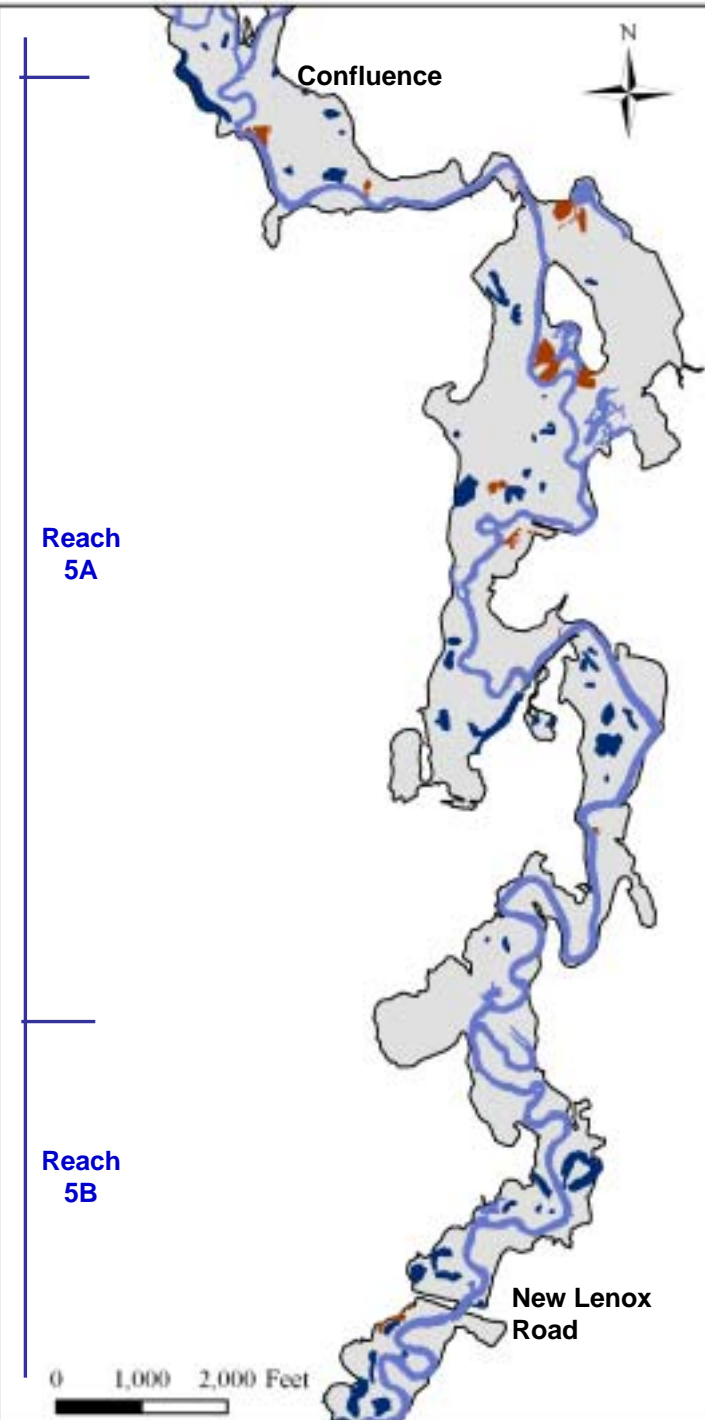 N
Confluence
Reach
5A
Reach
5B
New Lenox
Road
0 1,000 2,000 Feet